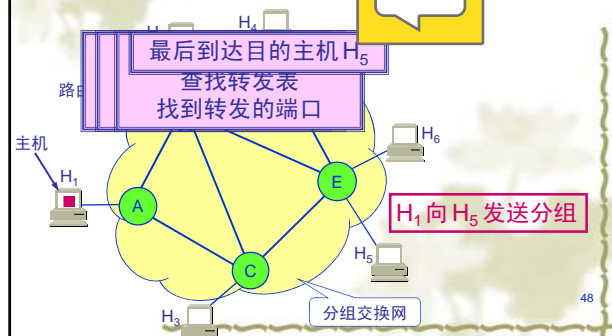 H₄
最后到达目的主机H₅
查找转发表
找到转发的端口
路
主机
H₁
H₆
A
E
H₁向H₅发送分组
C
H₅
H₃
分组交换网
48